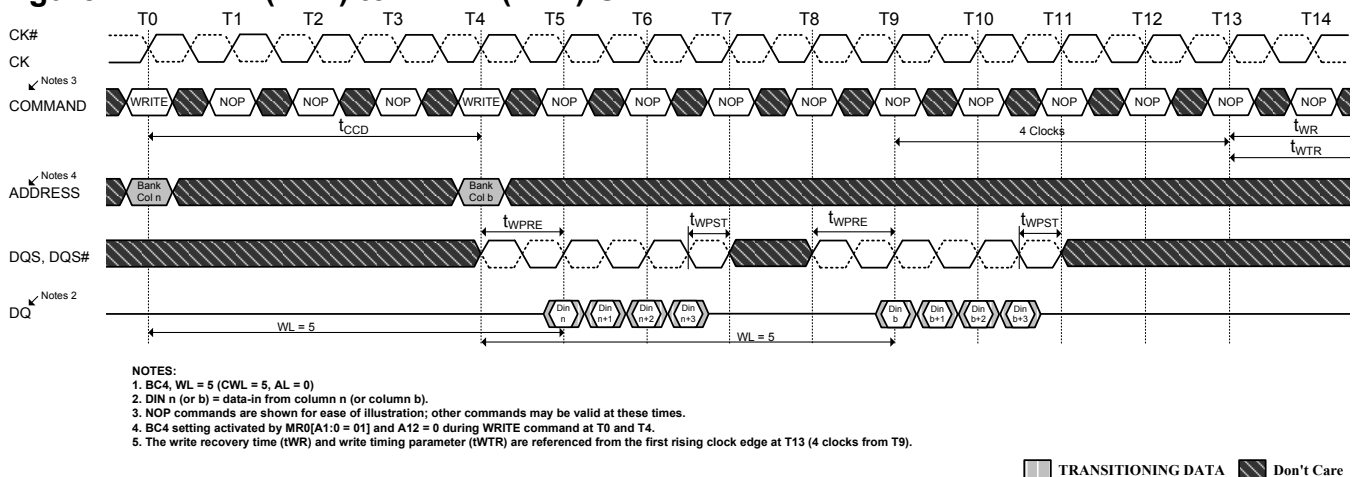 T0 T1 T2 T3 T4 T5 T6 T7 T8 T9 T10 T11 T12 T13 T14
CK#
CK
Notes 3
COMMAND
WRITE NOP NOP NOP WRITE NOP NOP NOP NOP NOP NOP NOP NOP NOP NOP
tCCD
4 Clocks
tWR
tWTR
Notes 4
ADDRESS
Bank Col n
Bank Col b
tWPRE tWPST tWPRE tWPST
DQS, DQS#
Notes 2
DQ
Din n Din n+1 Din n+2 Din n+3 Din b Din b+1 Din b+2 Din b+3
WL = 5
WL = 5
NOTES:
1. BC4, WL = 5 (CWL = 5, AL = 0)
2. DIN n (or b) = data-in from column n (or column b).
3. NOP commands are shown for ease of illustration; other commands may be valid at these times.
4. BC4 setting activated by MR0[A1:0 = 01] and A12 = 0 during WRITE command at T0 and T4.
5. The write recovery time (tWR) and write timing parameter (tWTR) are referenced from the first rising clock edge at T13 (4 clocks from T9).
TRANSITIONING DATA Don't Care